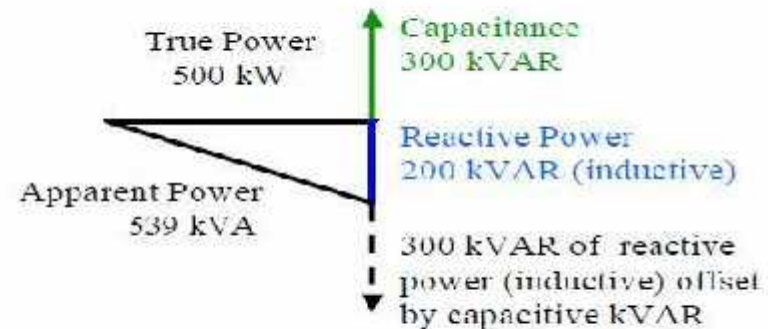 True Power
500 kW
Capacitance
300 kVAR
Reactive Power
200 kVAR (inductive)
Apparent Power
539 kVA
300 kVAR of reactive
power (inductive) offset
by capacitive kVAR